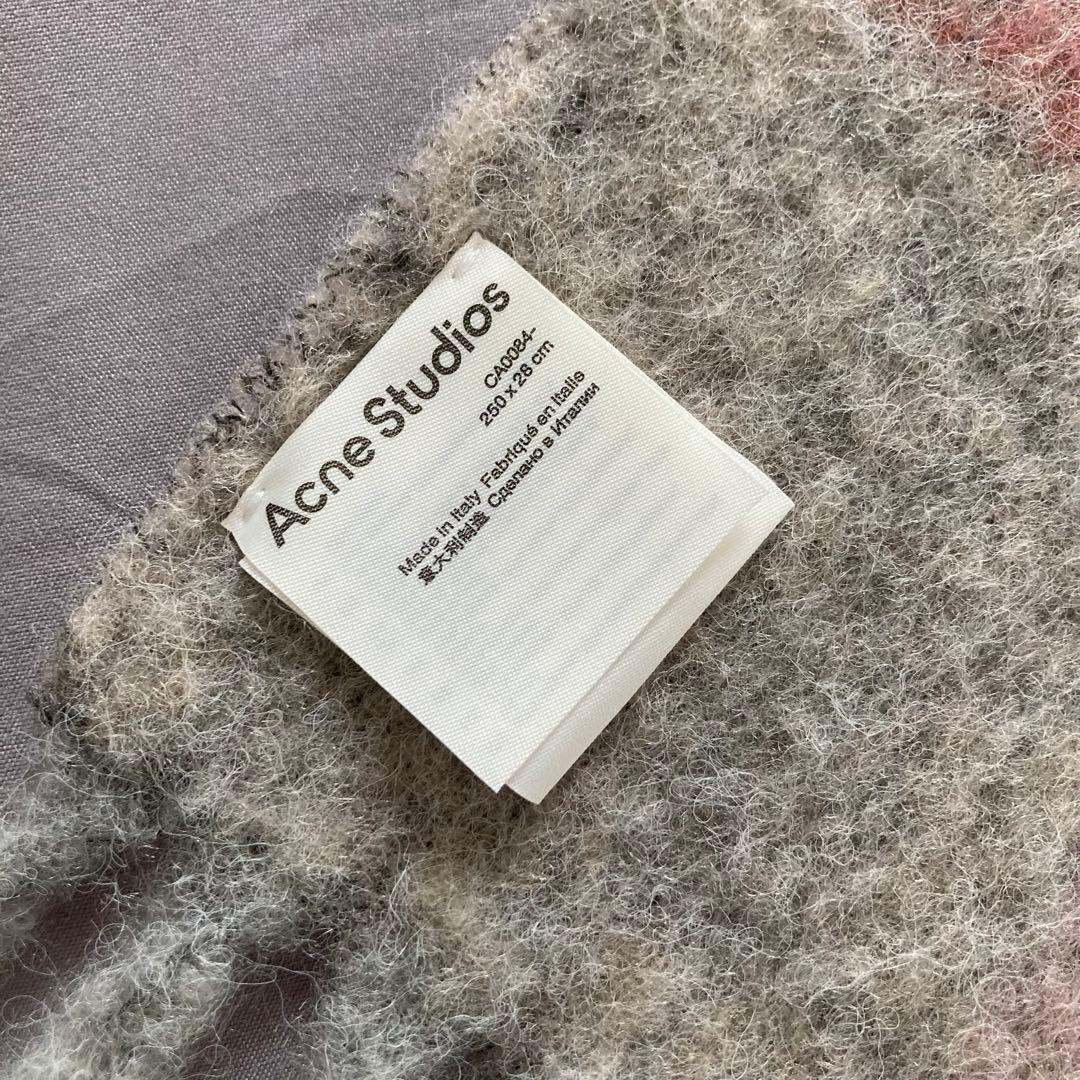 Acne Studios
CA0084-
250 x 28 cm
Made in Italy Fabriqué en Italie
意大利制造 Сделано в Италии